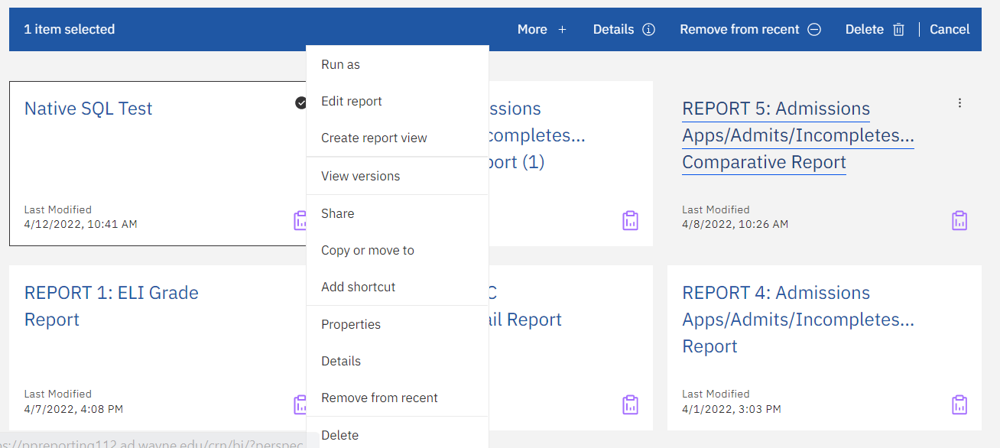 1 item selected
More
Details
Remove from recent
Delete
Cancel
Run as
Edit report
Create report view
View versions
Share
Copy or move to
Add shortcut
Properties
Details
Remove from recent
Delete
Native SQL Test
Last Modified
4/12/2022, 10:41 AM
ssions
completes...
port (1)
REPORT 5: Admissions
Apps/Admits/Incompletes...
Comparative Report
Last Modified
4/8/2022, 10:26 AM
REPORT 1: ELI Grade
Report
Last Modified
4/7/2022, 4:08 PM
C
ail Report
REPORT 4: Admissions
Apps/Admits/Incompletes...
Report
Last Modified
4/1/2022, 3:03 PM
s://ppreporting112.ad.wayne.edu/crn/bi/?perspec